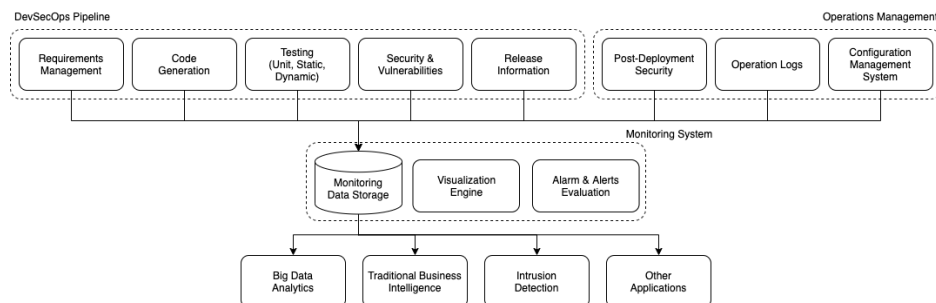 DevSecOps Pipeline
Operations Management
Requirements
Management
Code
Generation
Testing
(Unit, Static,
Dynamic)
Security &
Vulnerabilities
Release
Information
Post-Deployment
Security
Operation Logs
Configuration
Management
System
Monitoring System
Monitoring
Data Storage
Visualization
Engine
Alarm & Alerts
Evaluation
Big Data
Analytics
Traditional Business
Intelligence
Intrusion
Detection
Other
Applications